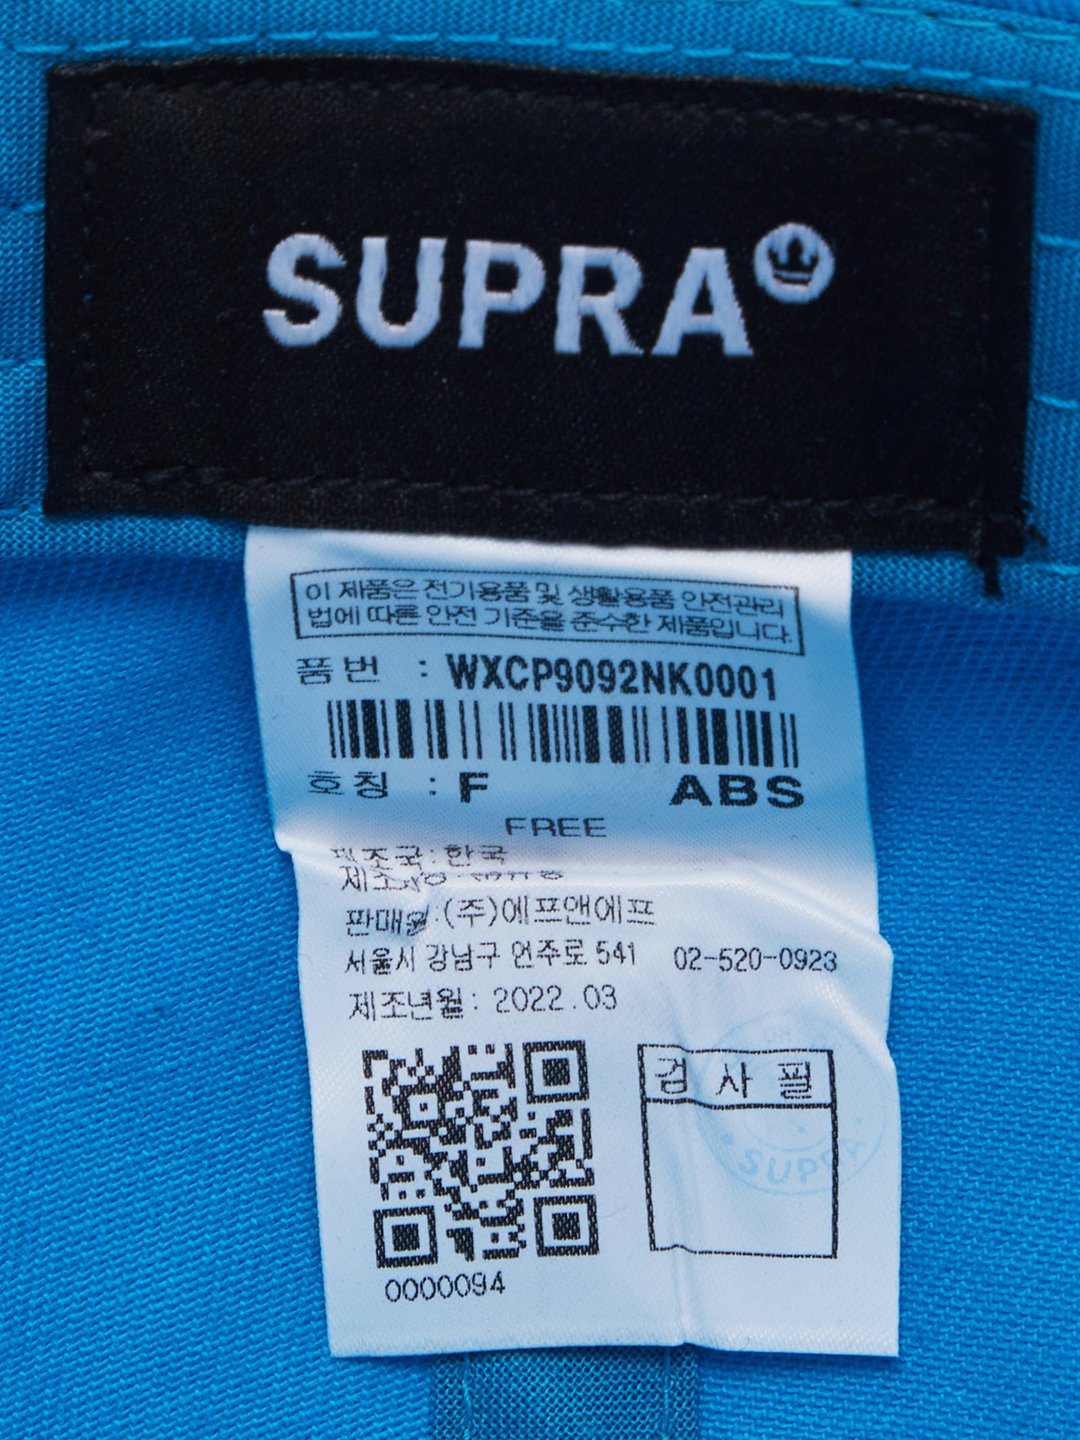 SUPRA
이 제품은 전기용품 및 생활용품 안전관리
법에 따른 안전 기준을 준수한 제품입니다.
품번 : WXCP9092NK0001
호칭 : F ABS
FREE
제조국: 한국
판매원:(주)에프앤에프
서울시 강남구 언주로 541 02-520-0923
제조년월: 2022.03
검사필
SUPRA
0000094